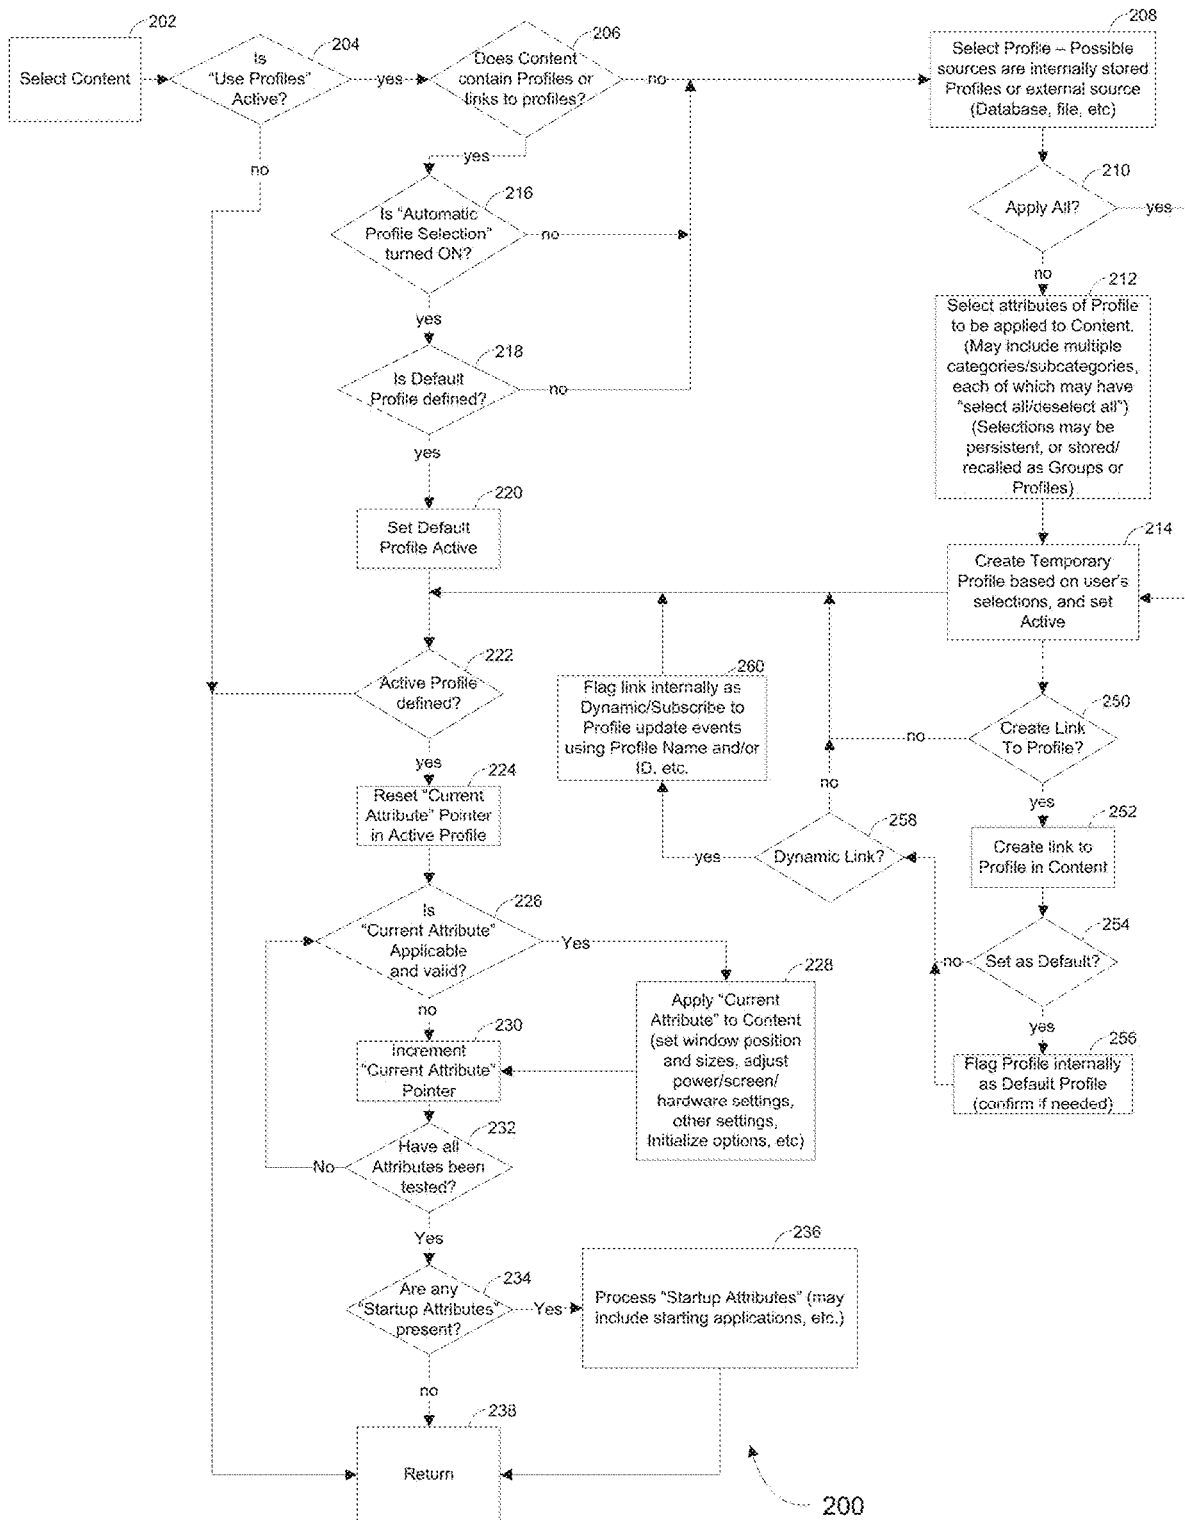 202
Select Content
204
Is
“Use Profiles”
Active?
yes
no
206
Does Content
contain Profiles or
links to profiles?
no
yes
208
Select Profile – Possible
sources are internally stored
Profiles or external source
(Database, file, etc)
210
Apply All?
yes
no
212
Select attributes of Profile
to be applied to Content.
(May include multiple
categories/subcategories,
each of which may have
“select all/deselect all”)
(Selections may be
persistent, or stored/
recalled as Groups or
Profiles)
214
Create Temporary
Profile based on user's
selections, and set
Active
216
Is “Automatic
Profile Selection”
turned ON?
no
yes
218
Is Default
Profile defined?
no
yes
220
Set Default
Profile Active
222
Active Profile
defined?
yes
224
Reset “Current
Attribute” Pointer
in Active Profile
226
Is
“Current Attribute”
Applicable
and valid?
Yes
no
228
Apply “Current
Attribute” to Content
(set window position
and sizes, adjust
power/screen/
hardware settings,
other settings,
Initialize options, etc)
230
Increment
“Current Attribute”
Pointer
232
Have all
Attributes been
tested?
No
Yes
234
Are any
“Startup Attributes”
present?
Yes
no
236
Process “Startup Attributes” (may
include starting applications, etc.)
238
Return
250
Create Link
To Profile?
no
yes
252
Create link to
Profile in Content
254
Set as Default?
no
yes
256
Flag Profile internally
as Default Profile
(confirm if needed)
258
Dynamic Link?
no
yes
260
Flag link internally as
Dynamic/Subscribe to
Profile update events
using Profile Name and/or
ID, etc.
200